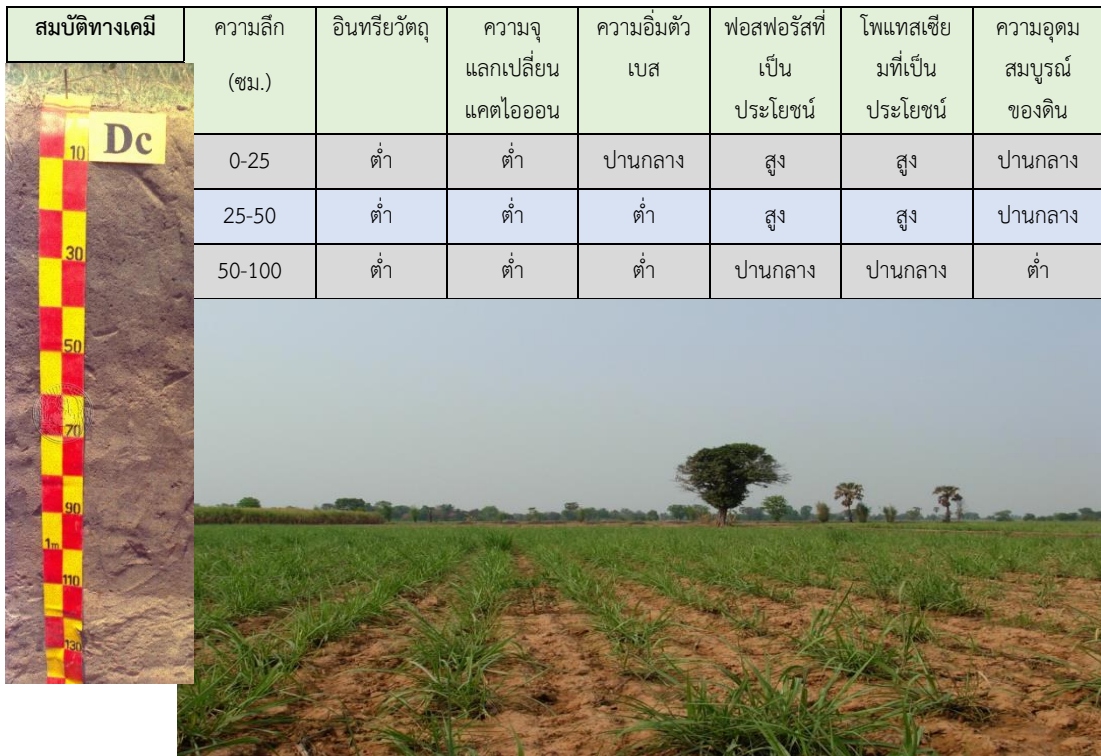 สมบัติทางเคมี
ความลึก
(ซม.)
อินทรียวัตถุ
ความจุ
แลกเปลี่ยน
แคตไอออน
ความอิ่มตัว
เบส
ฟอสฟอรัสที่
เป็น
ประโยชน์
โพแทสเซีย
มที่เป็น
ประโยชน์
ความอุดม
สมบูรณ์
ของดิน
0-25 ต่ำ ต่ำ ปานกลาง สูง สูง ปานกลาง
25-50 ต่ำ ต่ำ ต่ำ สูง สูง ปานกลาง
50-100 ต่ำ ต่ำ ต่ำ ปานกลาง ปานกลาง ต่ำ
Dc
10
30
50
70
90
1m
110
130